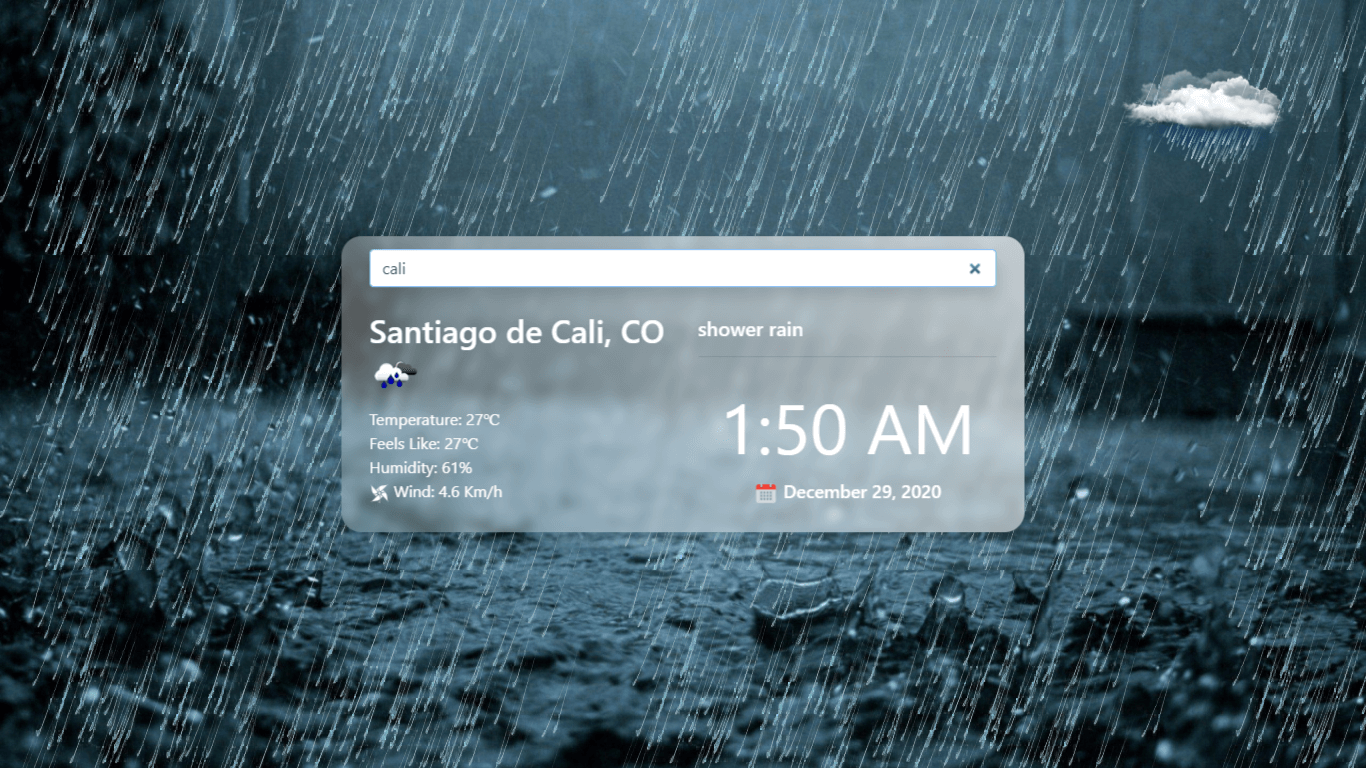 cali
Santiago de Cali, CO
shower rain
Temperature: 27°C
Feels Like: 27°C
Humidity: 61%
Wind: 4.6 Km/h
1:50 AM
December 29, 2020